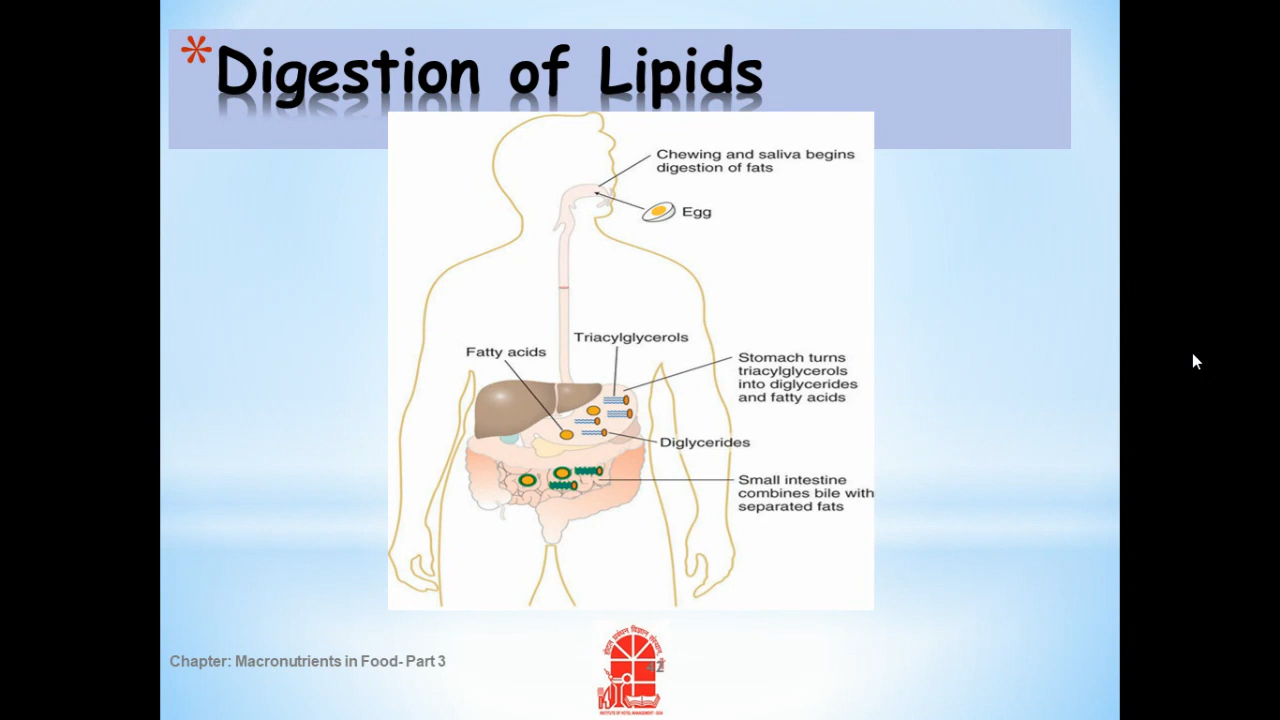 *Digestion of Lipids
Chewing and saliva begins
digestion of fats
Egg
Triacylglycerols
Fatty acids
Stomach turns
triacylglycerols
into diglycerides
and fatty acids
Diglycerides
Small intestine
combines bile with
separated fats
Chapter: Macronutrients in Food- Part 3
42